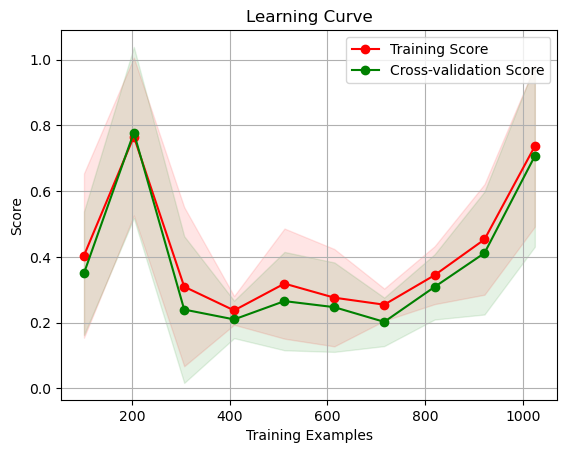 Learning Curve
Training Score
Cross-validation Score
1.0
0.8
0.6
0.4
0.2
0.0
Score
200
400
600
800
1000
Training Examples